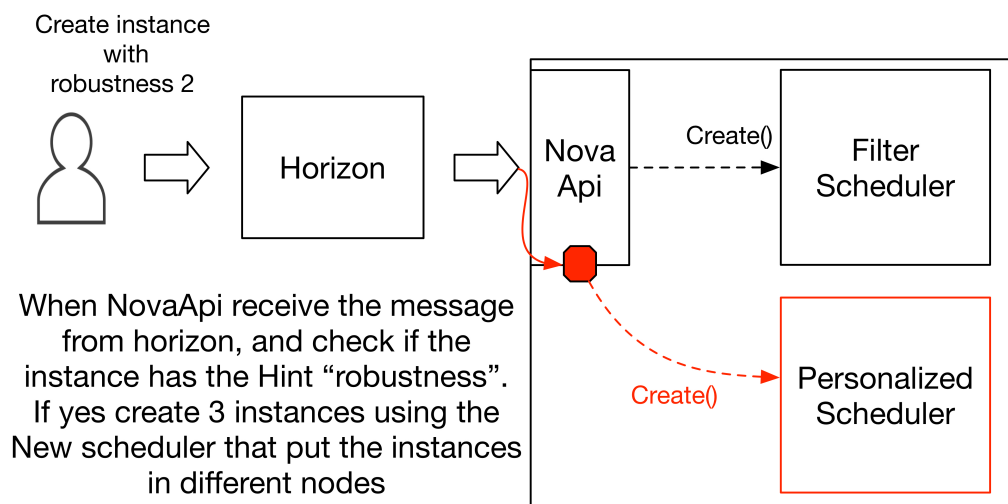 Create instance
with
robustness 2
Horizon
Nova
Api
Create()
Filter
Scheduler
When NovaApi receive the message
from horizon, and check if the
instance has the Hint “robustness”.
If yes create 3 instances using the
New scheduler that put the instances
in different nodes
Create()
Personalized
Scheduler